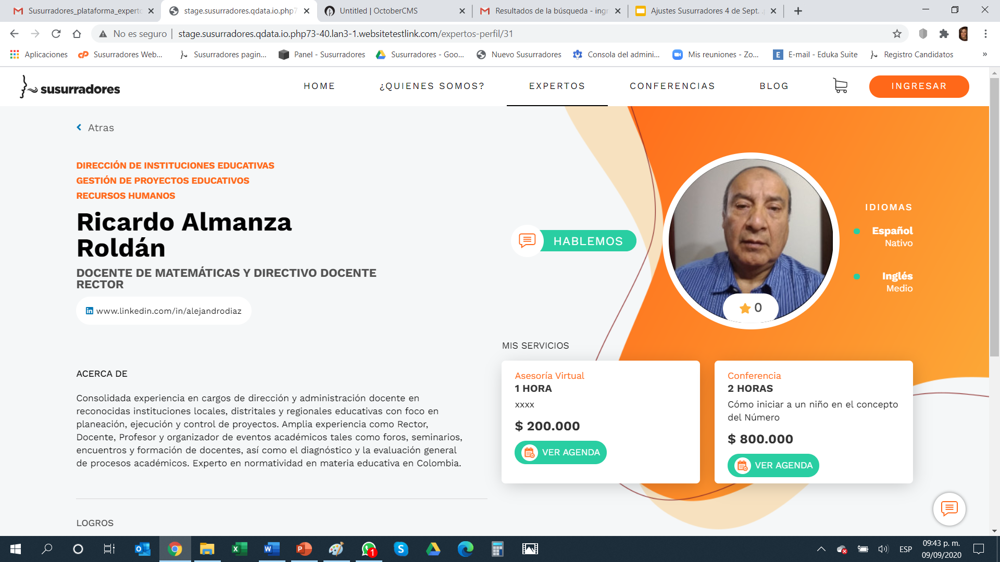 Susurradores_plataforma_experto
stage.susurradores.qdata.io.php7
Untitled | OctoberCMS
Resultados de la búsqueda - ingr
Ajustes Susurradores 4 de Sept. .p
No es seguro
stage.susurradores.qdata.io.php73-40.lan3-1.websitetestlink.com/expertos-perfil/31
Aplicaciones
Susurradores Web...
Susurradores pagin...
Panel - Susurradores
Susurradores - Goo...
Nuevo Susurradores
Consola del admini...
Mis reuniones - Zo...
E-mail - Eduka Suite
Registro Candidatos
»
susurradores
HOME
¿QUIENES SOMOS?
EXPERTOS
CONFERENCIAS
BLOG
INGRESAR
Atras
DIRECCIÓN DE INSTITUCIONES EDUCATIVAS
GESTIÓN DE PROYECTOS EDUCATIVOS
RECURSOS HUMANOS
Ricardo Almanza
Roldán
DOCENTE DE MATEMÁTICAS Y DIRECTIVO DOCENTE
RECTOR
www.linkedin.com/in/alejandrodiaz
HABLEMOS
0
IDIOMAS
Español
Nativo
Inglés
Medio
ACERCA DE
Consolidada experiencia en cargos de dirección y administración docente en
reconocidas instituciones locales, distritales y regionales educativas con foco en
planeación, ejecución y control de proyectos. Amplia experiencia como Rector,
Docente, Profesor y organizador de eventos académicos tales como foros, seminarios,
encuentros y formación de docentes, así como el diagnóstico y la evaluación general
de procesos académicos. Experto en normatividad en materia educativa en Colombia.
LOGROS
MIS SERVICIOS
Asesoría Virtual
1 HORA
xxxx
$ 200.000
VER AGENDA
Conferencia
2 HORAS
Cómo iniciar a un niño en el concepto
del Número
$ 800.000
VER AGENDA
1
ESP
09:43 p. m.
09/09/2020